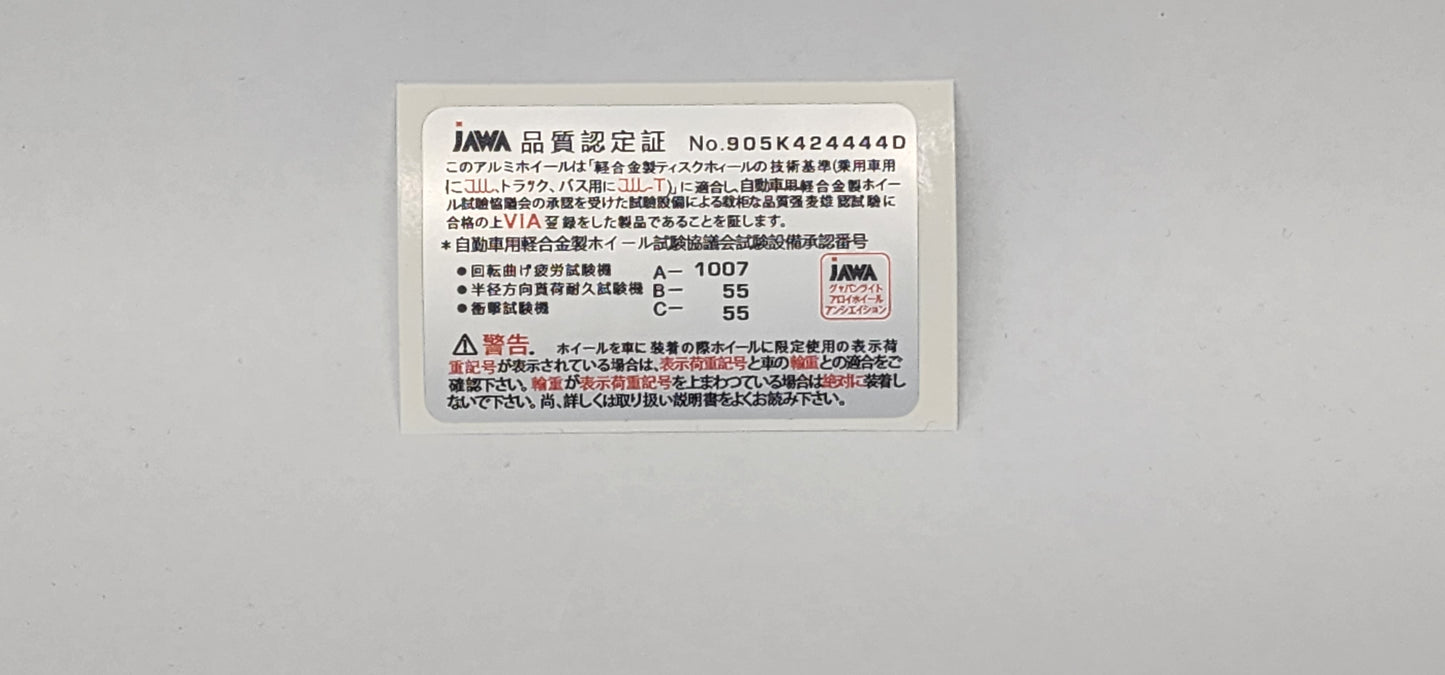 JAWA 品質認定証 No.905K424444D
このアルミホイールは「軽合金製ティスクホィールの技術基準(乗用車用
にJWL、トラック、バス用にJWL-T)」に適合し、自動車用軽合金製ホイー
ル試験協議会の承認を受けた試験設備による な品質强 認試験に
合格の上VIA登録をした製品であることを証します。
*自動車用軽合金製ホイール試験協議会試験設備承認番号
●回転曲げ疲労試験機 A－ 1007
●半径方向負荷耐久試験機 B－ 55
●衝撃試験機 C－ 55
JAWA
ジャパンライト
アロイホイール
アンシエイション
⚠警告. ホイールを車に装着の際ホイールに限定使用の表示荷
重記号が表示されている場合は、表示荷重記号と車の輪重との適合をご
確認下さい。輪重が表示荷重記号を上まわつている場合は絶対に装着し
ないで下さい。尚、詳しくは取り扱い説明書をよくお読み下さい。